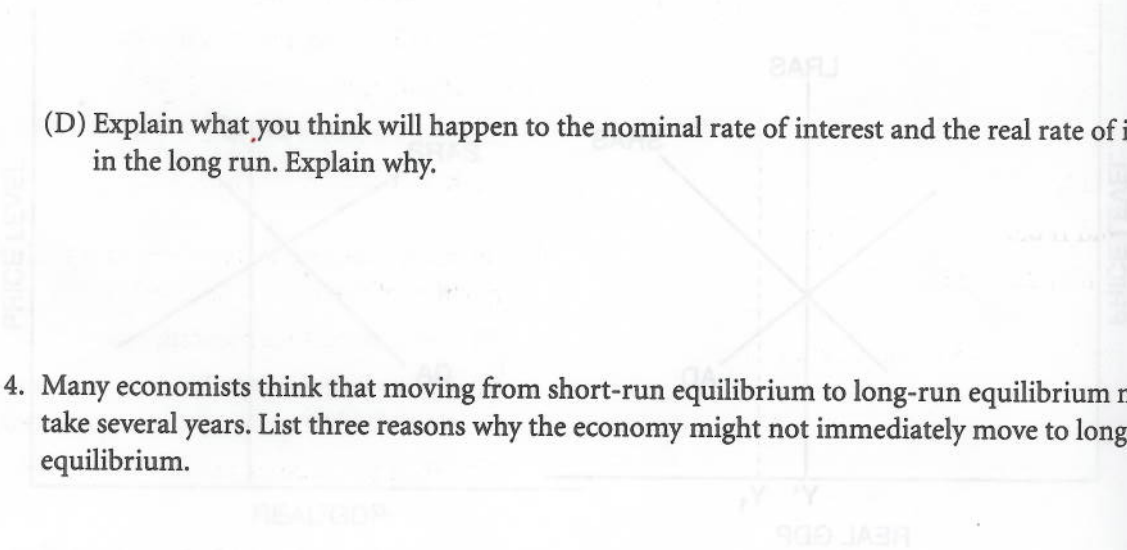 (D) Explain what you think will happen to the nominal rate of interest and the real rate of i
in the long run. Explain why.
4. Many economists think that moving from short-run equilibrium to long-run equilibrium
take several years. List three reasons why the economy might not immediately move to long
equilibrium.